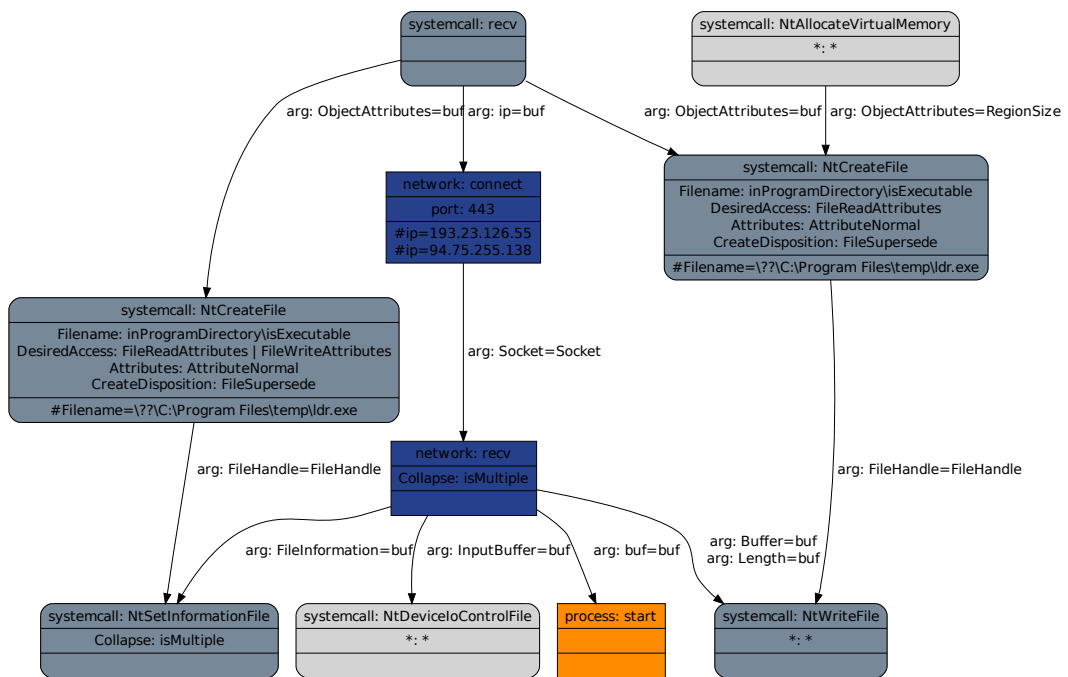 systemcall: recv
systemcall: NtAllocateVirtualMemory
*: *
arg: ObjectAttributes=buf
arg: ip=buf
arg: ObjectAttributes=buf
arg: ObjectAttributes=RegionSize
network: connect
port: 443
#ip=193.23.126.55
#ip=94.75.255.138
systemcall: NtCreateFile
Filename: inProgramDirectory\isExecutable
DesiredAccess: FileReadAttributes
Attributes: AttributeNormal
CreateDisposition: FileSupersede
#Filename=\??\C:\Program Files\temp\ldr.exe
systemcall: NtCreateFile
Filename: inProgramDirectory\isExecutable
DesiredAccess: FileReadAttributes | FileWriteAttributes
Attributes: AttributeNormal
CreateDisposition: FileSupersede
#Filename=\??\C:\Program Files\temp\ldr.exe
arg: Socket=Socket
network: recv
Collapse: isMultiple
arg: FileHandle=FileHandle
arg: FileHandle=FileHandle
arg: FileInformation=buf
arg: InputBuffer=buf
arg: buf=buf
arg: Buffer=buf
arg: Length=buf
systemcall: NtSetInformationFile
Collapse: isMultiple
systemcall: NtDeviceIoControlFile
*: *
process: start
systemcall: NtWriteFile
*: *